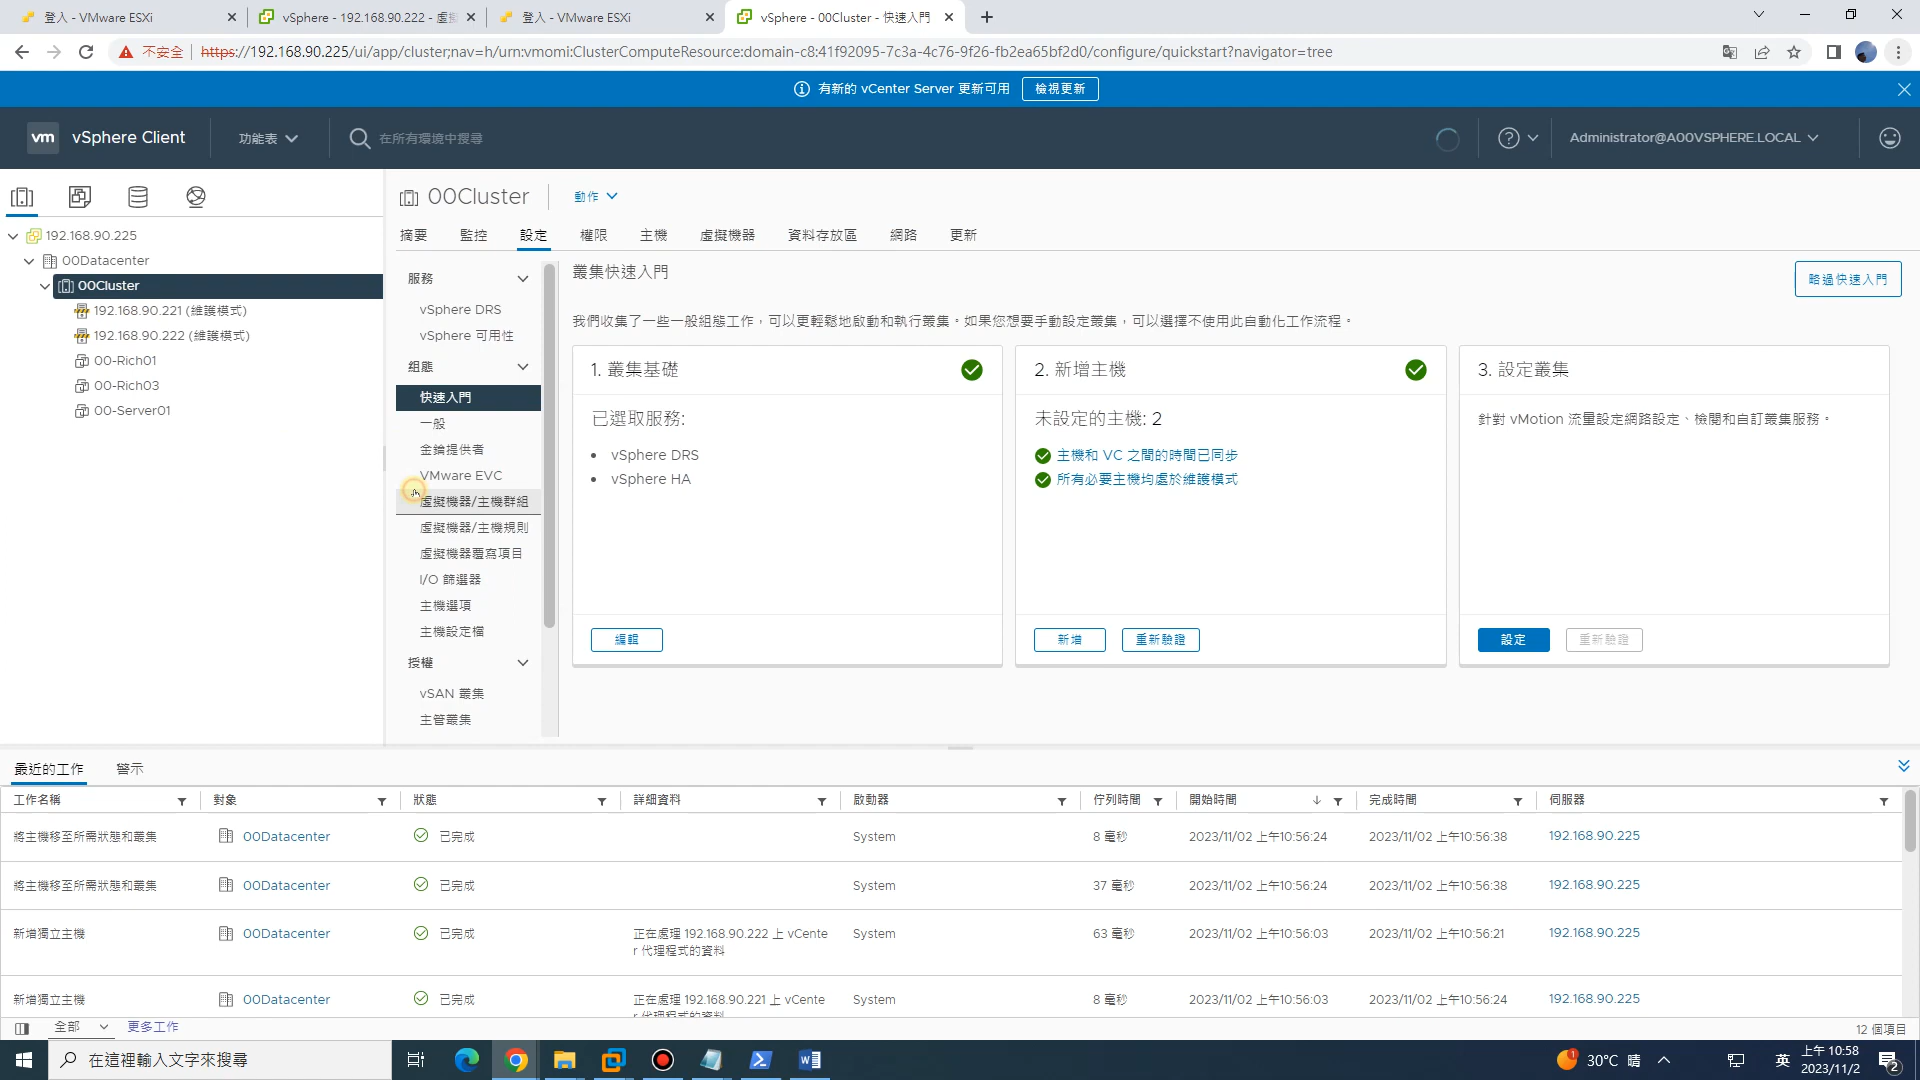 登入 - VMware ESXi
vSphere - 192.168.90.222 - 虛擬
登入 - VMware ESXi
vSphere - 00Cluster - 快速入門
不安全
https://192.168.90.225/ui/app/cluster;nav=h/urn:vmomi:ClusterComputeResource:domain-c8:41f92095-7c3a-4c76-9f26-fb2ea65bf2d0/configure/quickstart?navigator=tree
有新的 vCenter Server 更新可用
檢視更新
vm
vSphere Client
功能表
在所有環境中搜尋
Administrator@A00VSPHERE.LOCAL
192.168.90.225
00Datacenter
00Cluster
192.168.90.221 (維護模式)
192.168.90.222 (維護模式)
00-Rich01
00-Rich03
00-Server01
00Cluster
動作
摘要
監控
設定
權限
主機
虛擬機器
資料存放區
網路
更新
服務
vSphere DRS
vSphere 可用性
組態
快速入門
一般
金鑰提供者
VMware EVC
虛擬機器/主機群組
虛擬機器/主機規則
虛擬機器覆寫項目
I/O 篩選器
主機選項
主機設定檔
授權
vSAN 叢集
主管叢集
叢集快速入門
略過快速入門
我們收集了一些一般組態工作，可以更輕鬆地啟動和執行叢集。如果您想要手動設定叢集，可以選擇不使用此自動化工作流程。
1. 叢集基礎
已選取服務:
• vSphere DRS
• vSphere HA
編輯
2. 新增主機
未設定的主機: 2
主機和 VC 之間的時間已同步
所有必要主機均處於維護模式
新增
重新驗證
3. 設定叢集
針對 vMotion 流量設定網路設定、檢閱和自訂叢集服務。
設定
重新驗證
最近的工作
警示
工作名稱
對象
狀態
詳細資料
啟動器
佇列時間
開始時間
完成時間
伺服器
將主機移至所需狀態和叢集 00Datacenter 已完成 System 8 毫秒 2023/11/02 上午10:56:24 2023/11/02 上午10:56:38 192.168.90.225
將主機移至所需狀態和叢集 00Datacenter 已完成 System 37 毫秒 2023/11/02 上午10:56:24 2023/11/02 上午10:56:38 192.168.90.225
新增獨立主機 00Datacenter 已完成 正在處理 192.168.90.222 上 vCente System 63 毫秒 2023/11/02 上午10:56:03 2023/11/02 上午10:56:21 192.168.90.225
r 代理程式的資料
新增獨立主機 00Datacenter 已完成 正在處理 192.168.90.221 上 vCente System 8 毫秒 2023/11/02 上午10:56:03 2023/11/02 上午10:56:24 192.168.90.225
r 代理程式的資料
全部
更多工作
12 個項目
在這裡輸入文字來搜尋
1
30°C 晴
英
上午 10:58
2023/11/2
2